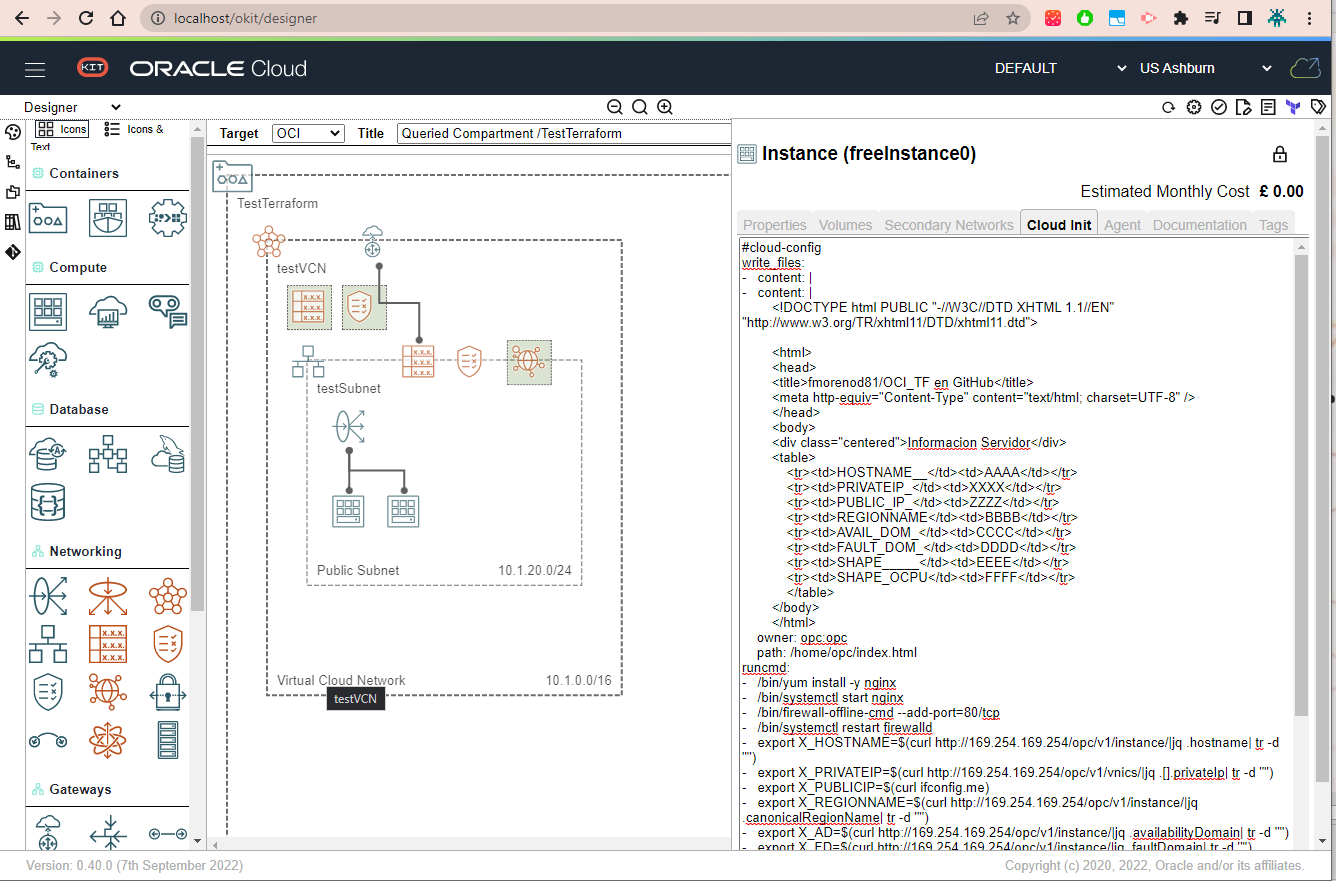 localhost/okit/designer
KIT ORACLE Cloud
DEFAULT
US Ashburn
Designer
Icons
Icons &
Text
Containers
Compute
Database
Networking
Gateways
Target OCI Title Queried Compartment /TestTerraform
TestTerraform
testVCN
testSubnet
Public Subnet 10.1.20.0/24
Virtual Cloud Network 10.1.0.0/16
testVCN
Instance (freeInstance0)
Estimated Monthly Cost £ 0.00
Properties Volumes Secondary Networks Cloud Init Agent Documentation Tags
#cloud-config
write_files:
- content: |
- content: |
<!DOCTYPE html PUBLIC "-//W3C//DTD XHTML 1.1//EN"
"http://www.w3.org/TR/xhtml11/DTD/xhtml11.dtd">
<html>
<head>
<title>fmorenod81/OCI_TF en GitHub</title>
<meta http-equiv="Content-Type" content="text/html; charset=UTF-8" />
</head>
<body>
<div class="centered">Informacion Servidor</div>
<table>
<tr><td>HOSTNAME__</td><td>AAAA</td></tr>
<tr><td>PRIVATEIP_</td><td>XXXX</td></tr>
<tr><td>PUBLIC_IP_</td><td>ZZZZ</td></tr>
<tr><td>REGIONNAME</td><td>BBBB</td></tr>
<tr><td>AVAIL_DOM_</td><td>CCCC</td></tr>
<tr><td>FAULT_DOM_</td><td>DDDD</td></tr>
<tr><td>SHAPE_____</td><td>EEEE</td></tr>
<tr><td>SHAPE_OCPU</td><td>FFFF</td></tr>
</table>
</body>
</html>
owner: opc:opc
path: /home/opc/index.html
runcmd:
- /bin/yum install -y nginx
- /bin/systemctl start nginx
- /bin/firewall-offline-cmd --add-port=80/tcp
- /bin/systemctl restart firewalld
- export X_HOSTNAME=$(curl http://169.254.169.254/opc/v1/instance/|jq .hostname| tr -d
'"')
- export X_PRIVATEIP=$(curl http://169.254.169.254/opc/v1/vnics/|jq .[].privateIp| tr -d '"')
- export X_PUBLICIP=$(curl ifconfig.me)
- export X_REGIONNAME=$(curl http://169.254.169.254/opc/v1/instance/|jq
.canonicalRegionName| tr -d '"')
- export X_AD=$(curl http://169.254.169.254/opc/v1/instance/|jq .availabilityDomain| tr -d '"')
- export X_FD=$(curl http://169.254.169.254/opc/v1/instance/|jq .faultDomain| tr -d '"')
Version: 0.40.0 (7th September 2022)
Copyright (c) 2020, 2022, Oracle and/or its affiliates.